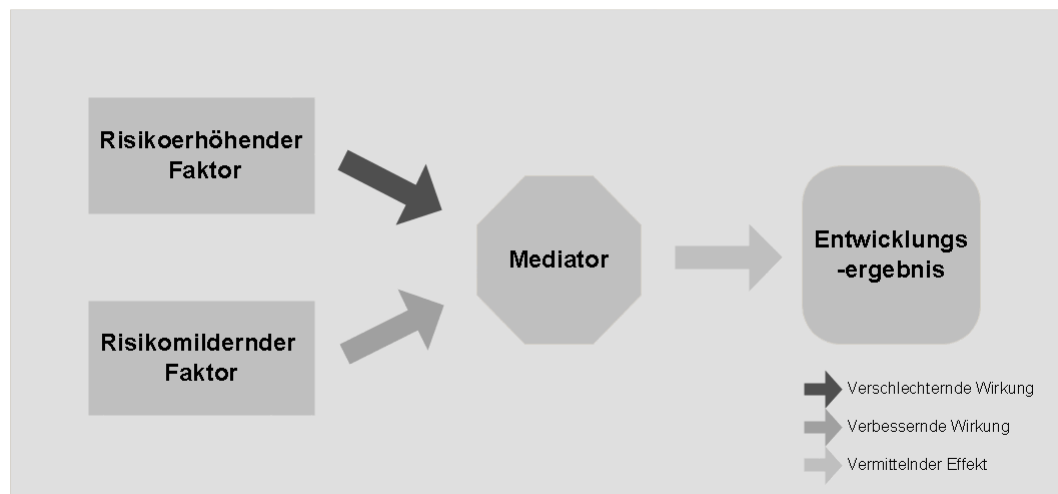 Risikoerhöhender
Faktor
Risikomildernder
Faktor
Mediator
Entwicklungs
-ergebnis
Verschlechternde Wirkung
Verbessernde Wirkung
Vermittelnder Effekt